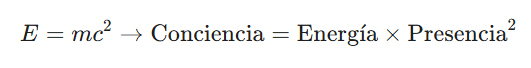 E = mc² → Conciencia = Energía × Presencia²